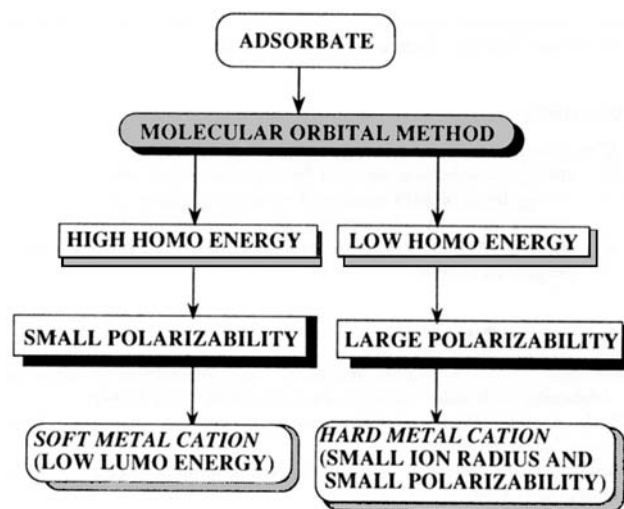 ADSORBATE
MOLECULAR ORBITAL METHOD
HIGH HOMO ENERGY
LOW HOMO ENERGY
SMALL POLARIZABILITY
LARGE POLARIZABILITY
SOFT METAL CATION
(LOW LUMO ENERGY)
HARD METAL CATION
(SMALL ION RADIUS AND
SMALL POLARIZABILITY)